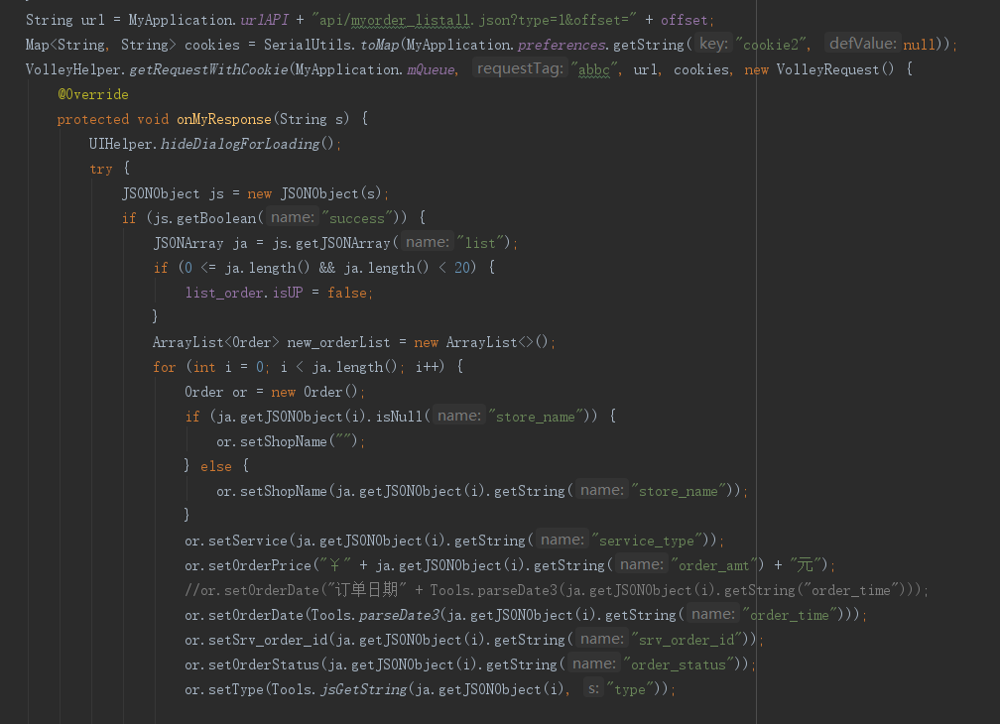 String url = MyApplication.urlAPI + "api/myorder_listall.json?type=1&offset=" + offset;
Map<String, String> cookies = SerialUtils.toMap(MyApplication.preferences.getString( key: "cookie2", defValue: null));
VolleyHelper.getRequestWithCookie(MyApplication.mQueue, requestTag: "abbc", url, cookies, new VolleyRequest() {
@Override
protected void onMyResponse(String s) {
UIHelper.hideDialogForLoading();
try {
JSONObject js = new JSONObject(s);
if (js.getBoolean( name: "success")) {
JSONArray ja = js.getJSONArray( name: "list");
if (0 <= ja.length() && ja.length() < 20) {
list_order.isUP = false;
}
ArrayList<Order> new_orderList = new ArrayList<>();
for (int i = 0; i < ja.length(); i++) {
Order or = new Order();
if (ja.getJSONObject(i).isNull( name: "store_name")) {
or.setShopName("");
} else {
or.setShopName(ja.getJSONObject(i).getString( name: "store_name"));
}
or.setService(ja.getJSONObject(i).getString( name: "service_type"));
or.setOrderPrice("￥" + ja.getJSONObject(i).getString( name: "order_amt") + "元");
//or.setOrderDate("订单日期" + Tools.parseDate3(ja.getJSONObject(i).getString("order_time")));
or.setOrderDate(Tools.parseDate3(ja.getJSONObject(i).getString( name: "order_time")));
or.setSrv_order_id(ja.getJSONObject(i).getString( name: "srv_order_id"));
or.setOrderStatus(ja.getJSONObject(i).getString( name: "order_status"));
or.setType(Tools.jsGetString(ja.getJSONObject(i), s: "type"));